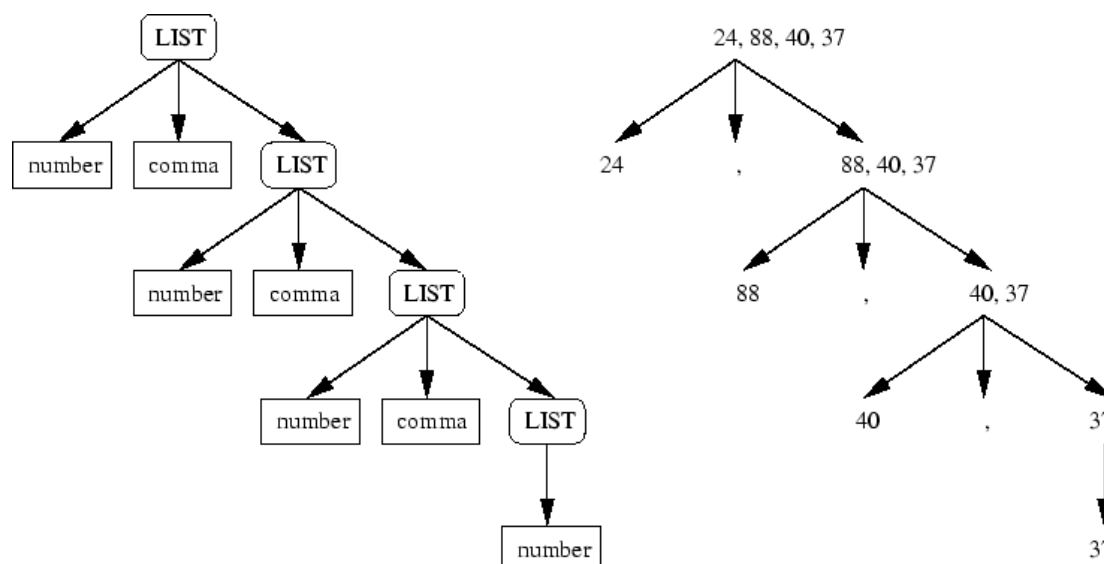 LIST
24, 88, 40, 37
number comma LIST
24 , 88, 40, 37
number comma LIST
88 , 40, 37
number comma LIST
40 ,
number